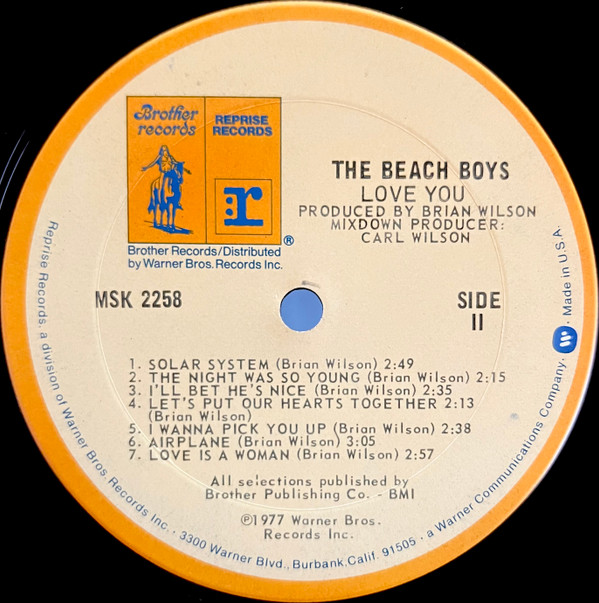 Brother
records
REPRISE
RECORDS
r
®
Brother Records/Distributed
by Warner Bros. Records Inc.
THE BEACH BOYS
LOVE YOU
PRODUCED BY BRIAN WILSON
MIXDOWN PRODUCER:
CARL WILSON
MSK 2258
SIDE
II
1. SOLAR SYSTEM (Brian Wilson) 2:49
2. THE NIGHT WAS SO YOUNG (Brian Wilson) 2:15
3. I'LL BET HE'S NICE (Brian Wilson) 2:35
4. LET'S PUT OUR HEARTS TOGETHER 2:13
(Brian Wilson)
5. I WANNA PICK YOU UP (Brian Wilson) 2:38
6. AIRPLANE (Brian Wilson) 3:05
7. LOVE IS A WOMAN (Brian Wilson) 2:57
All selections published by
Brother Publishing Co. - BMI
℗1977 Warner Bros.
Records Inc.
Reprise Records, a division of Warner Bros. Records Inc. · 3300 Warner Blvd., Burbank, Calif. 91505 · a Warner Communications Company. W · Made in U.S.A.